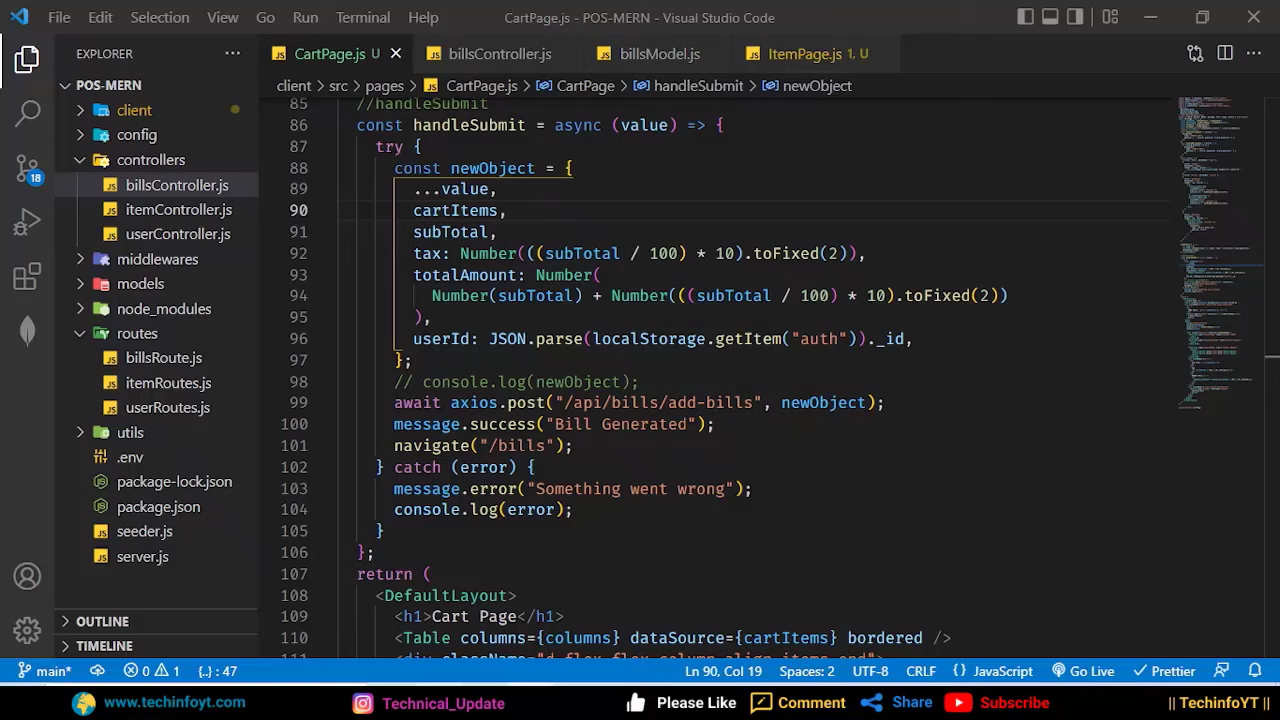 File Edit Selection View Go Run Terminal Help CartPage.js - POS-MERN - Visual Studio Code
EXPLORER
CartPage.js U billsController.js billsModel.js ItemPage.js 1, U
POS-MERN
client > src > pages > CartPage.js > CartPage > handleSubmit > newObject
client
config
controllers
billsController.js
itemController.js
userController.js
middlewares
models
node_modules
routes
billsRoute.js
itemRoutes.js
userRoutes.js
utils
.env
package-lock.json
package.json
seeder.js
server.js
OUTLINE
TIMELINE
18
85 //handleSubmit
86 const handleSubmit = async (value) => {
87 try {
88 const newObject = {
89 ...value,
90 cartItems,
91 subTotal,
92 tax: Number(((subTotal / 100) * 10).toFixed(2)),
93 totalAmount: Number(
94 Number(subTotal) + Number(((subTotal / 100) * 10).toFixed(2))
95 ),
96 userId: JSON.parse(localStorage.getItem("auth"))._id,
97 };
98 // console.log(newObject);
99 await axios.post("/api/bills/add-bills", newObject);
100 message.success("Bill Generated");
101 navigate("/bills");
102 } catch (error) {
103 message.error("Something went wrong");
104 console.log(error);
105 }
106 };
107 return (
108 <DefaultLayout>
109 <h1>Cart Page</h1>
110 <Table columns={columns} dataSource={cartItems} bordered />
111 <div className="d-flex flex-column align-items-end">
main* 0 1 {..} : 47 Ln 90, Col 19 Spaces: 2 UTF-8 CRLF {} JavaScript Go Live Prettier
www.techinfoyt.com Technical_Update Please Like Comment Share Subscribe || TechinfoYT ||